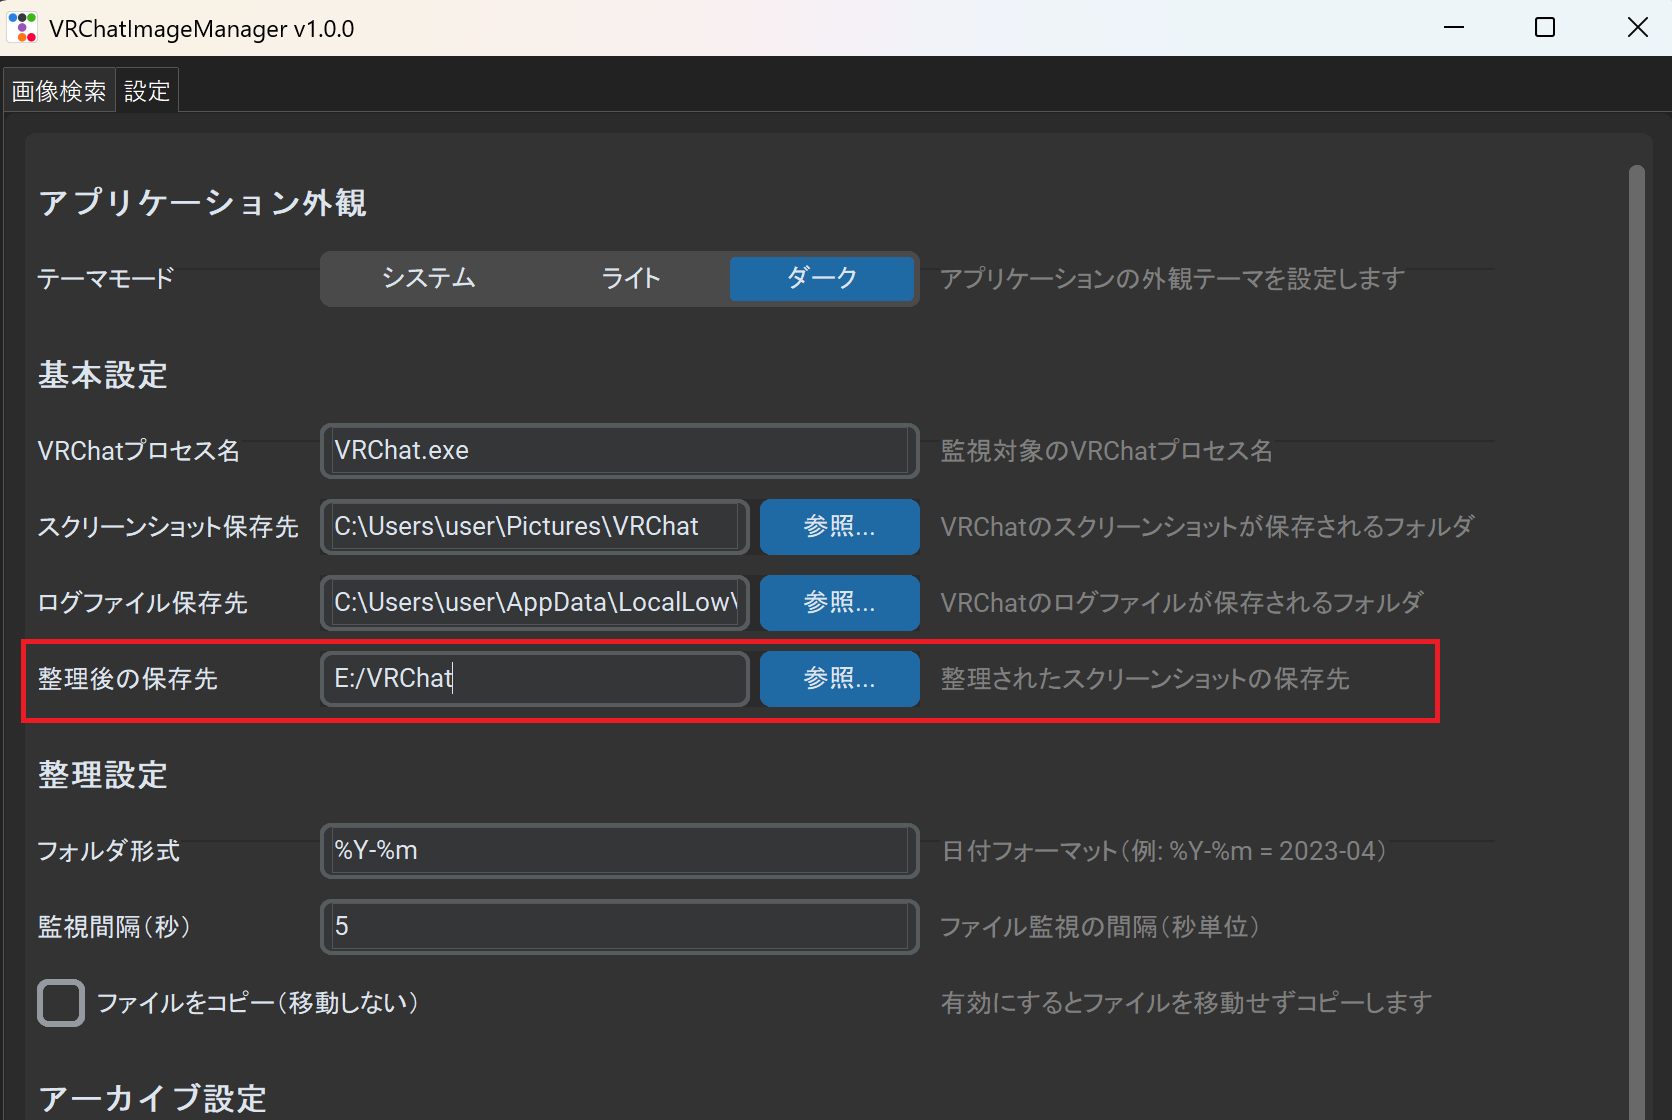 VRChatImageManager v1.0.0
画像検索 設定
アプリケーション外観
テーマモード システム ライト ダーク アプリケーションの外観テーマを設定します
基本設定
VRChatプロセス名 VRChat.exe 監視対象のVRChatプロセス名
スクリーンショット保存先 C:\Users\user\Pictures\VRChat 参照... VRChatのスクリーンショットが保存されるフォルダ
ログファイル保存先 C:\Users\user\AppData\LocalLow\ 参照... VRChatのログファイルが保存されるフォルダ
整理後の保存先 E:/VRChat 参照... 整理されたスクリーンショットの保存先
整理設定
フォルダ形式 %Y-%m 日付フォーマット（例: %Y-%m = 2023-04）
監視間隔（秒） 5 ファイル監視の間隔（秒単位）
ファイルをコピー（移動しない） 有効にするとファイルを移動せずコピーします
アーカイブ設定